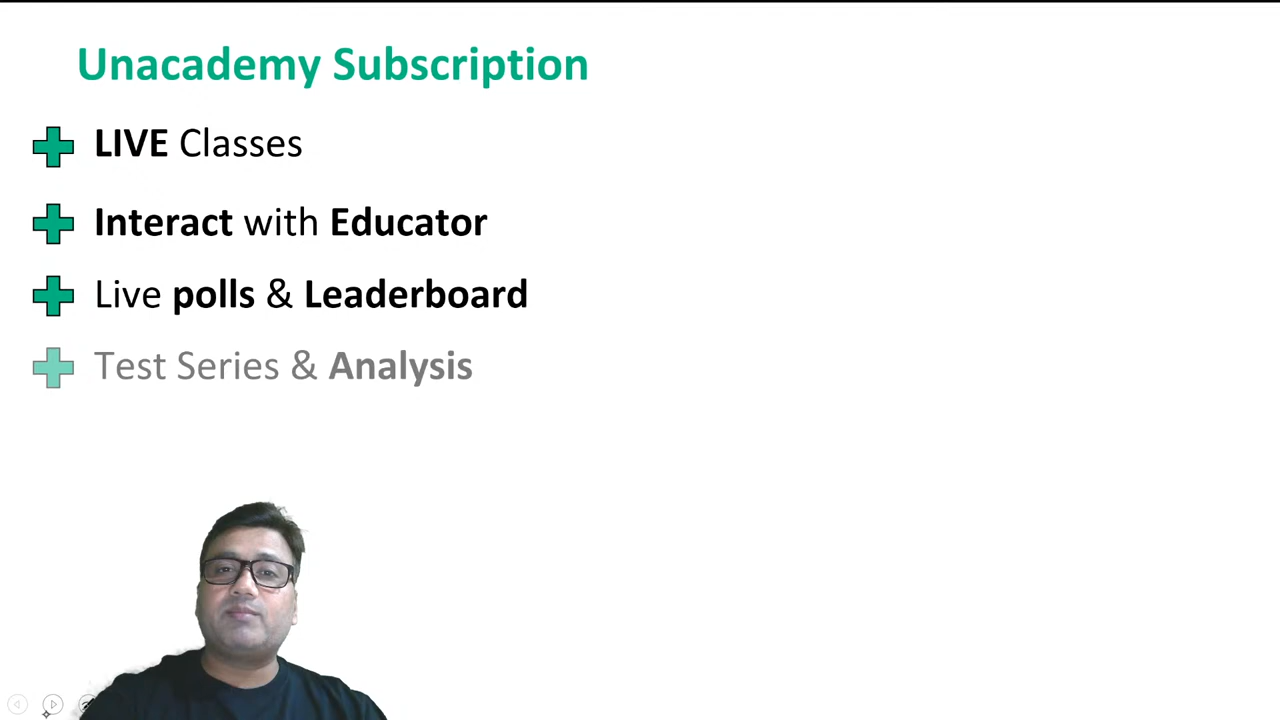 Unacademy Subscription
LIVE Classes
Interact with Educator
Live polls & Leaderboard
Test Series & Analysis